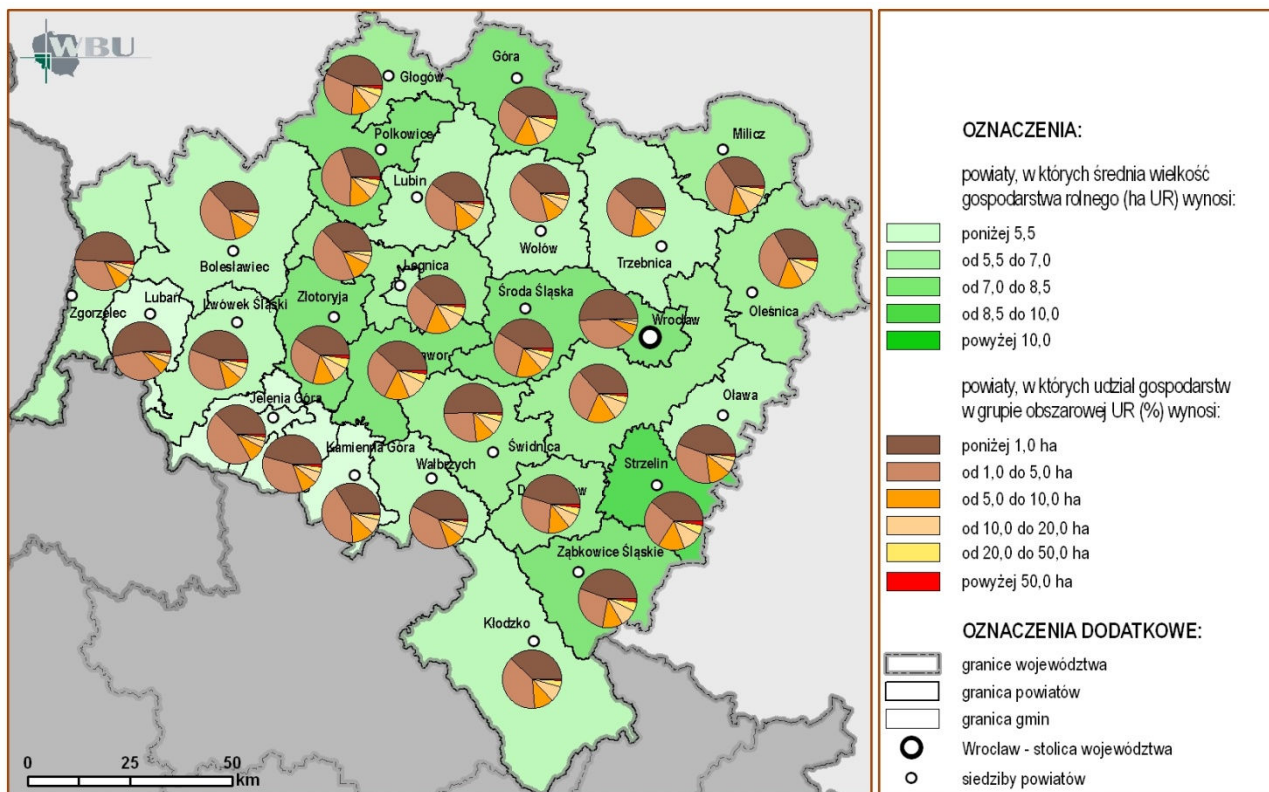 WBU
Góra
Głogów
Polkowice
Milicz
Lubin
Wołów
Trzebnica
Bolesławiec
Legnica
Oleśnica
Zgorzelec
Lubań
Lwówek Śląski
Złotoryja
Środa Śląska
Wrocław
Jelenia Góra
Oława
Kamienna Góra
Świdnica
Wałbrzych
Strzelin
Ząbkowice Śląskie
Kłodzko
0 25 50
km
OZNACZENIA:
powiaty, w których średnia wielkość
gospodarstwa rolnego (ha UR) wynosi:
poniżej 5,5
od 5,5 do 7,0
od 7,0 do 8,5
od 8,5 do 10,0
powyżej 10,0
powiaty, w których udział gospodarstw
w grupie obszarowej UR (%) wynosi:
poniżej 1,0 ha
od 1,0 do 5,0 ha
od 5,0 do 10,0 ha
od 10,0 do 20,0 ha
od 20,0 do 50,0 ha
powyżej 50,0 ha
OZNACZENIA DODATKOWE:
granice województwa
granica powiatów
granica gmin
Wrocław - stolica województwa
siedziby powiatów